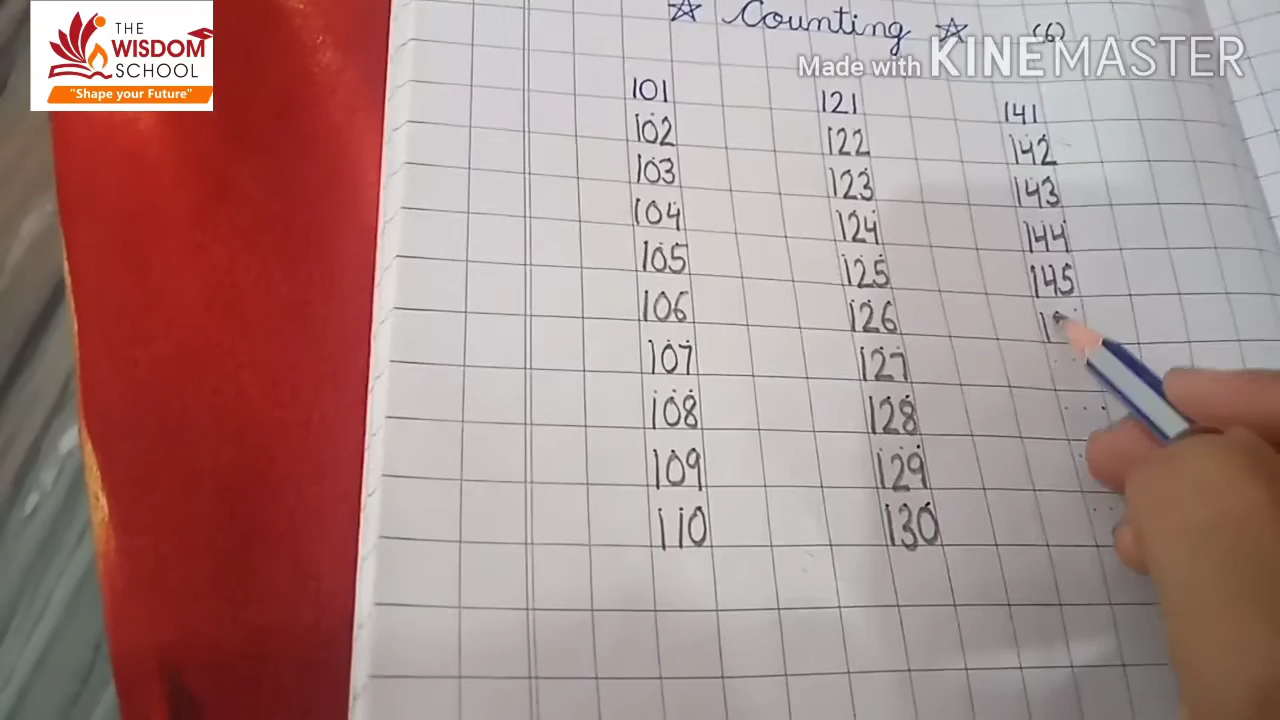 THE
WISDOM
SCHOOL
"Shape your Future"
☆ Counting ☆ (6)
Made with KINEMASTER
101 121 141
102 122 142
103 123 143
104 124 144
105 125 145
106 126
107 127
108 128
109 129
110 130